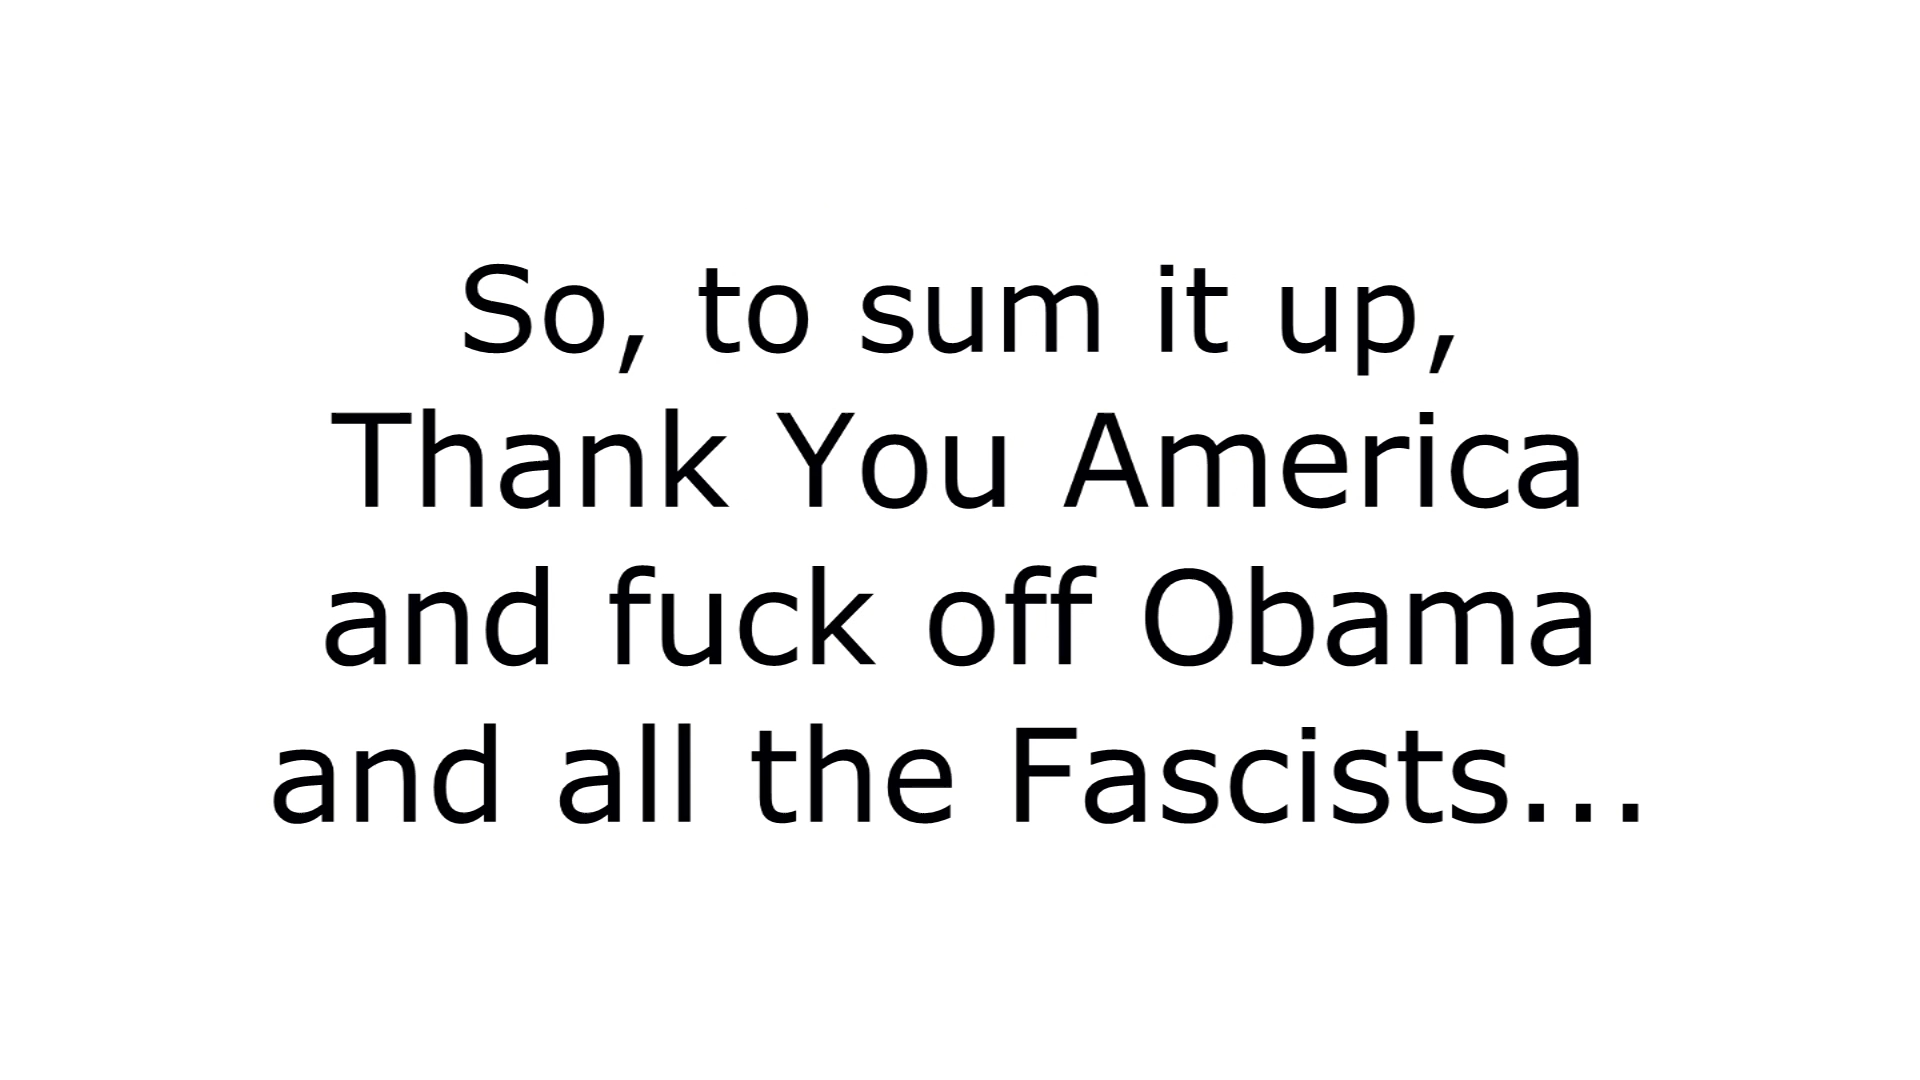 So, to sum it up,
Thank You America
and fuck off Obama
and all the Fascists...